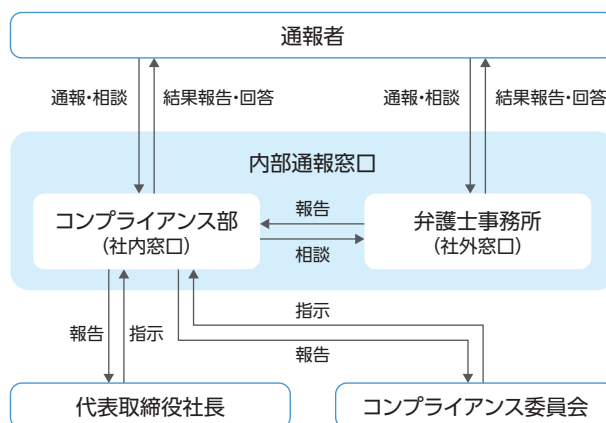 通報者
通報・相談
結果報告・回答
通報・相談
結果報告・回答
内部通報窓口
コンプライアンス部
（社内窓口）
報告
相談
弁護士事務所
（社外窓口）
報告
指示
指示
報告
代表取締役社長
コンプライアンス委員会